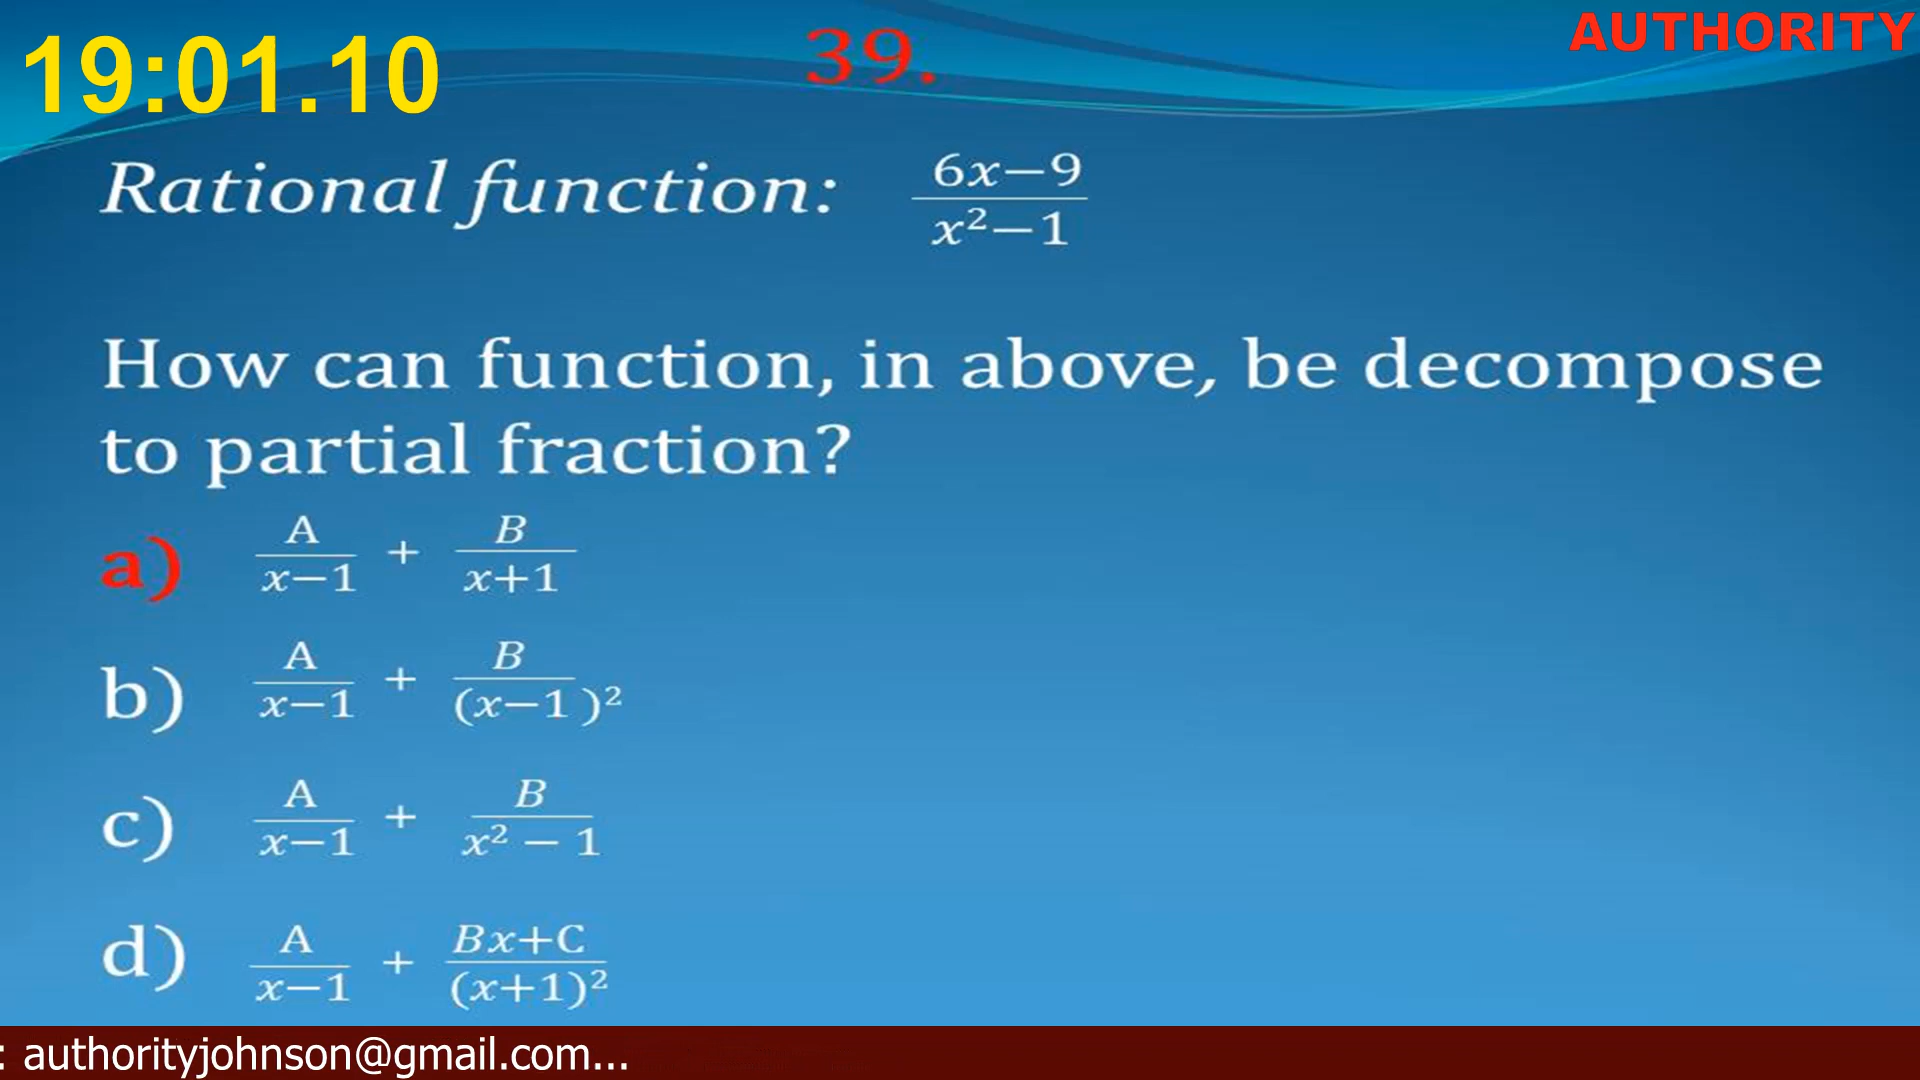 AUTHORITY
19:01.10
39.
Rational function: 6x−9 / x²−1
How can function, in above, be decompose
to partial fraction?
a) A/x−1 + B/x+1
b) A/x−1 + B/(x−1)²
c) A/x−1 + B/x² − 1
d) A/x−1 + Bx+C/(x+1)²
: authorityjohnson@gmail.com...